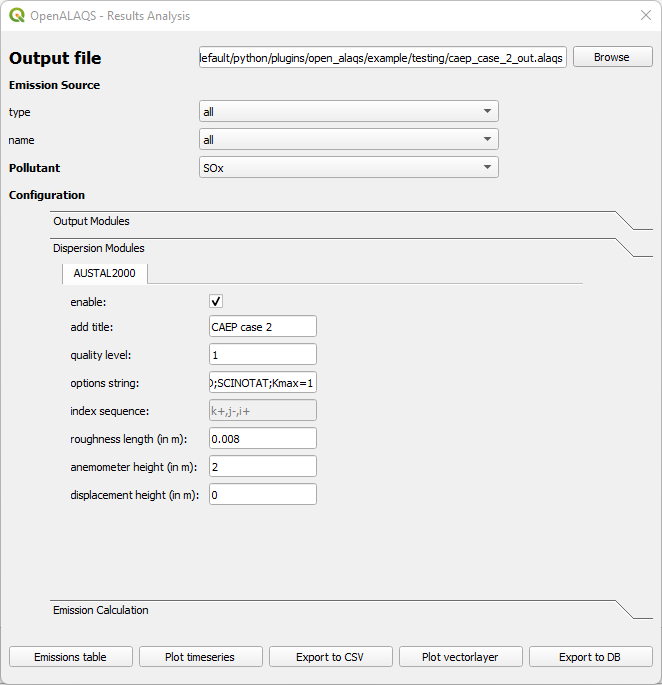 OpenALAQS - Results Analysis
Output file
default/python/plugins/open_alaqs/example/testing/caep_case_2_out.alaqs
Browse
Emission Source
type all
name all
Pollutant SOx
Configuration
Output Modules
Dispersion Modules
AUSTAL2000
enable:
add title: CAEP case 2
quality level: 1
options string: ;SCINOTAT;Kmax=1
index sequence: k+,j-,i+
roughness length (in m): 0.008
anemometer height (in m): 2
displacement height (in m): 0
Emission Calculation
Emissions table Plot timeseries Export to CSV Plot vectorlayer Export to DB